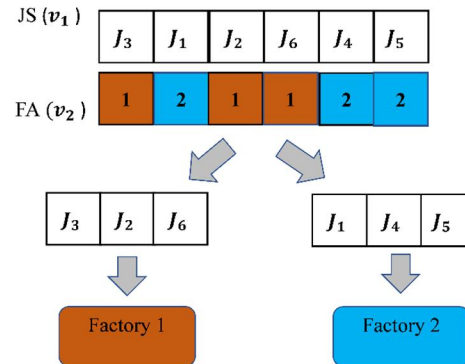 JS (v₁) J₃ J₁ J₂ J₆ J₄ J₅
FA (v₂) 1 2 1 1 2 2
J₃ J₂ J₆ J₁ J₄ J₅
Factory 1 Factory 2